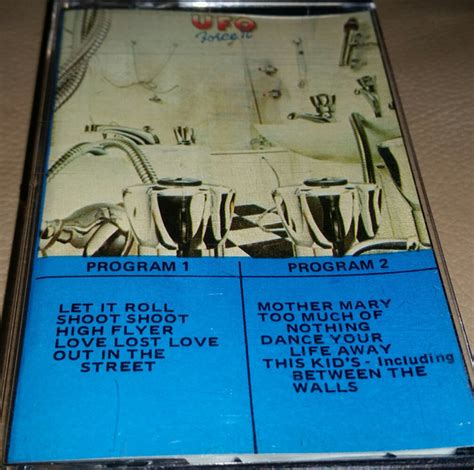 UFO
Force It
PROGRAM 1
LET IT ROLL
SHOOT SHOOT
HIGH FLYER
LOVE LOST LOVE
OUT IN THE
STREET
PROGRAM 2
MOTHER MARY
TOO MUCH OF
NOTHING
DANCE YOUR
LIFE AWAY
THIS KID'S - Including
BETWEEN THE
WALLS